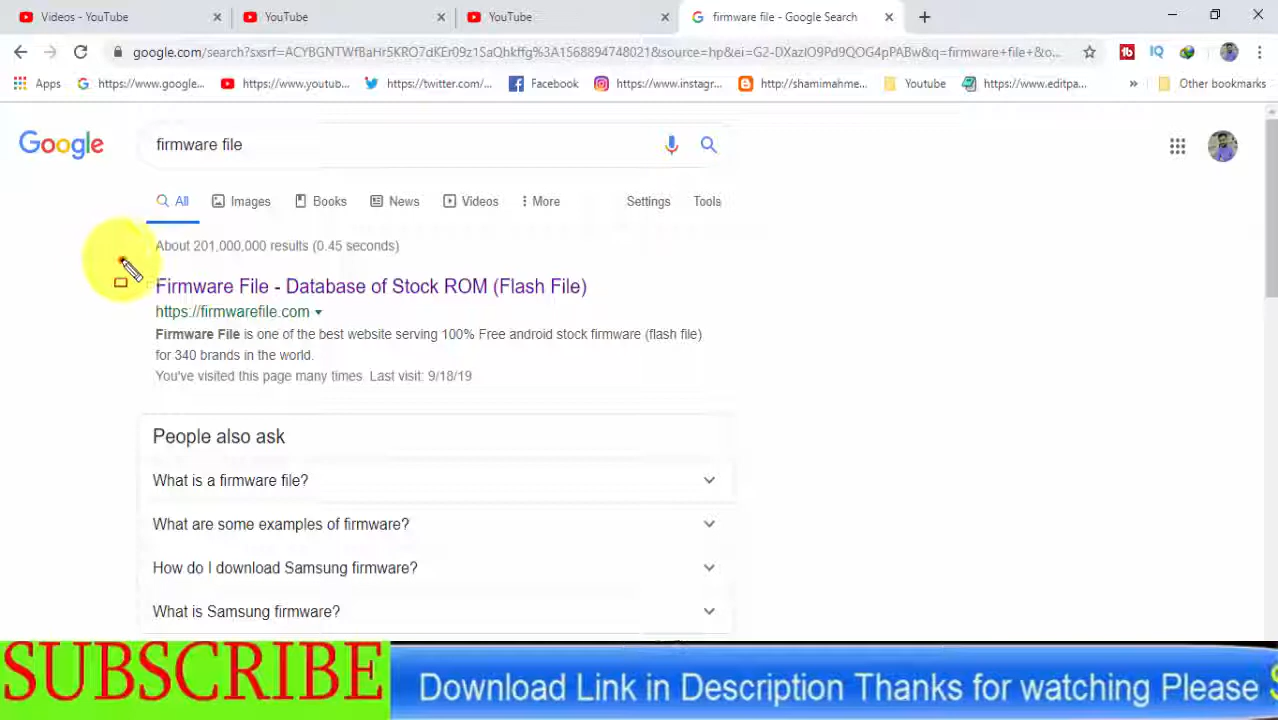 Videos - YouTube
YouTube
YouTube
firmware file - Google Search
google.com/search?sxsrf=ACYBGNTWfBaHr5KRO7dKEr09z1SaQhkffg%3A1568894748021&source=hp&ei=G2-DXazIO9Pd9QOG4pPABw&q=firmware+file+&o...
Apps
https://www.google...
https://www.youtub...
https://twitter.com/...
Facebook
https://www.instagr...
http://shamimahme...
Youtube
https://www.editpa...
»
Other bookmarks
Google
firmware file
All
Images
Books
News
Videos
More
Settings
Tools
About 201,000,000 results (0.45 seconds)
Firmware File - Database of Stock ROM (Flash File)
https://firmwarefile.com
Firmware File is one of the best website serving 100% Free android stock firmware (flash file)
for 340 brands in the world.
You've visited this page many times. Last visit: 9/18/19
People also ask
What is a firmware file?
What are some examples of firmware?
How do I download Samsung firmware?
What is Samsung firmware?
SUBSCRIBE
Download Link in Description Thanks for watching Please